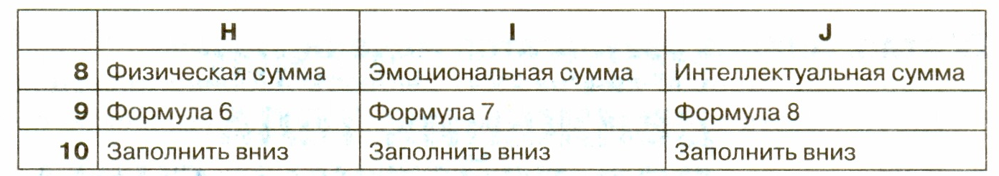 H I J
8 Физическая сумма Эмоциональная сумма Интеллектуальная сумма
9 Формула 6 Формула 7 Формула 8
10 Заполнить вниз Заполнить вниз Заполнить вниз